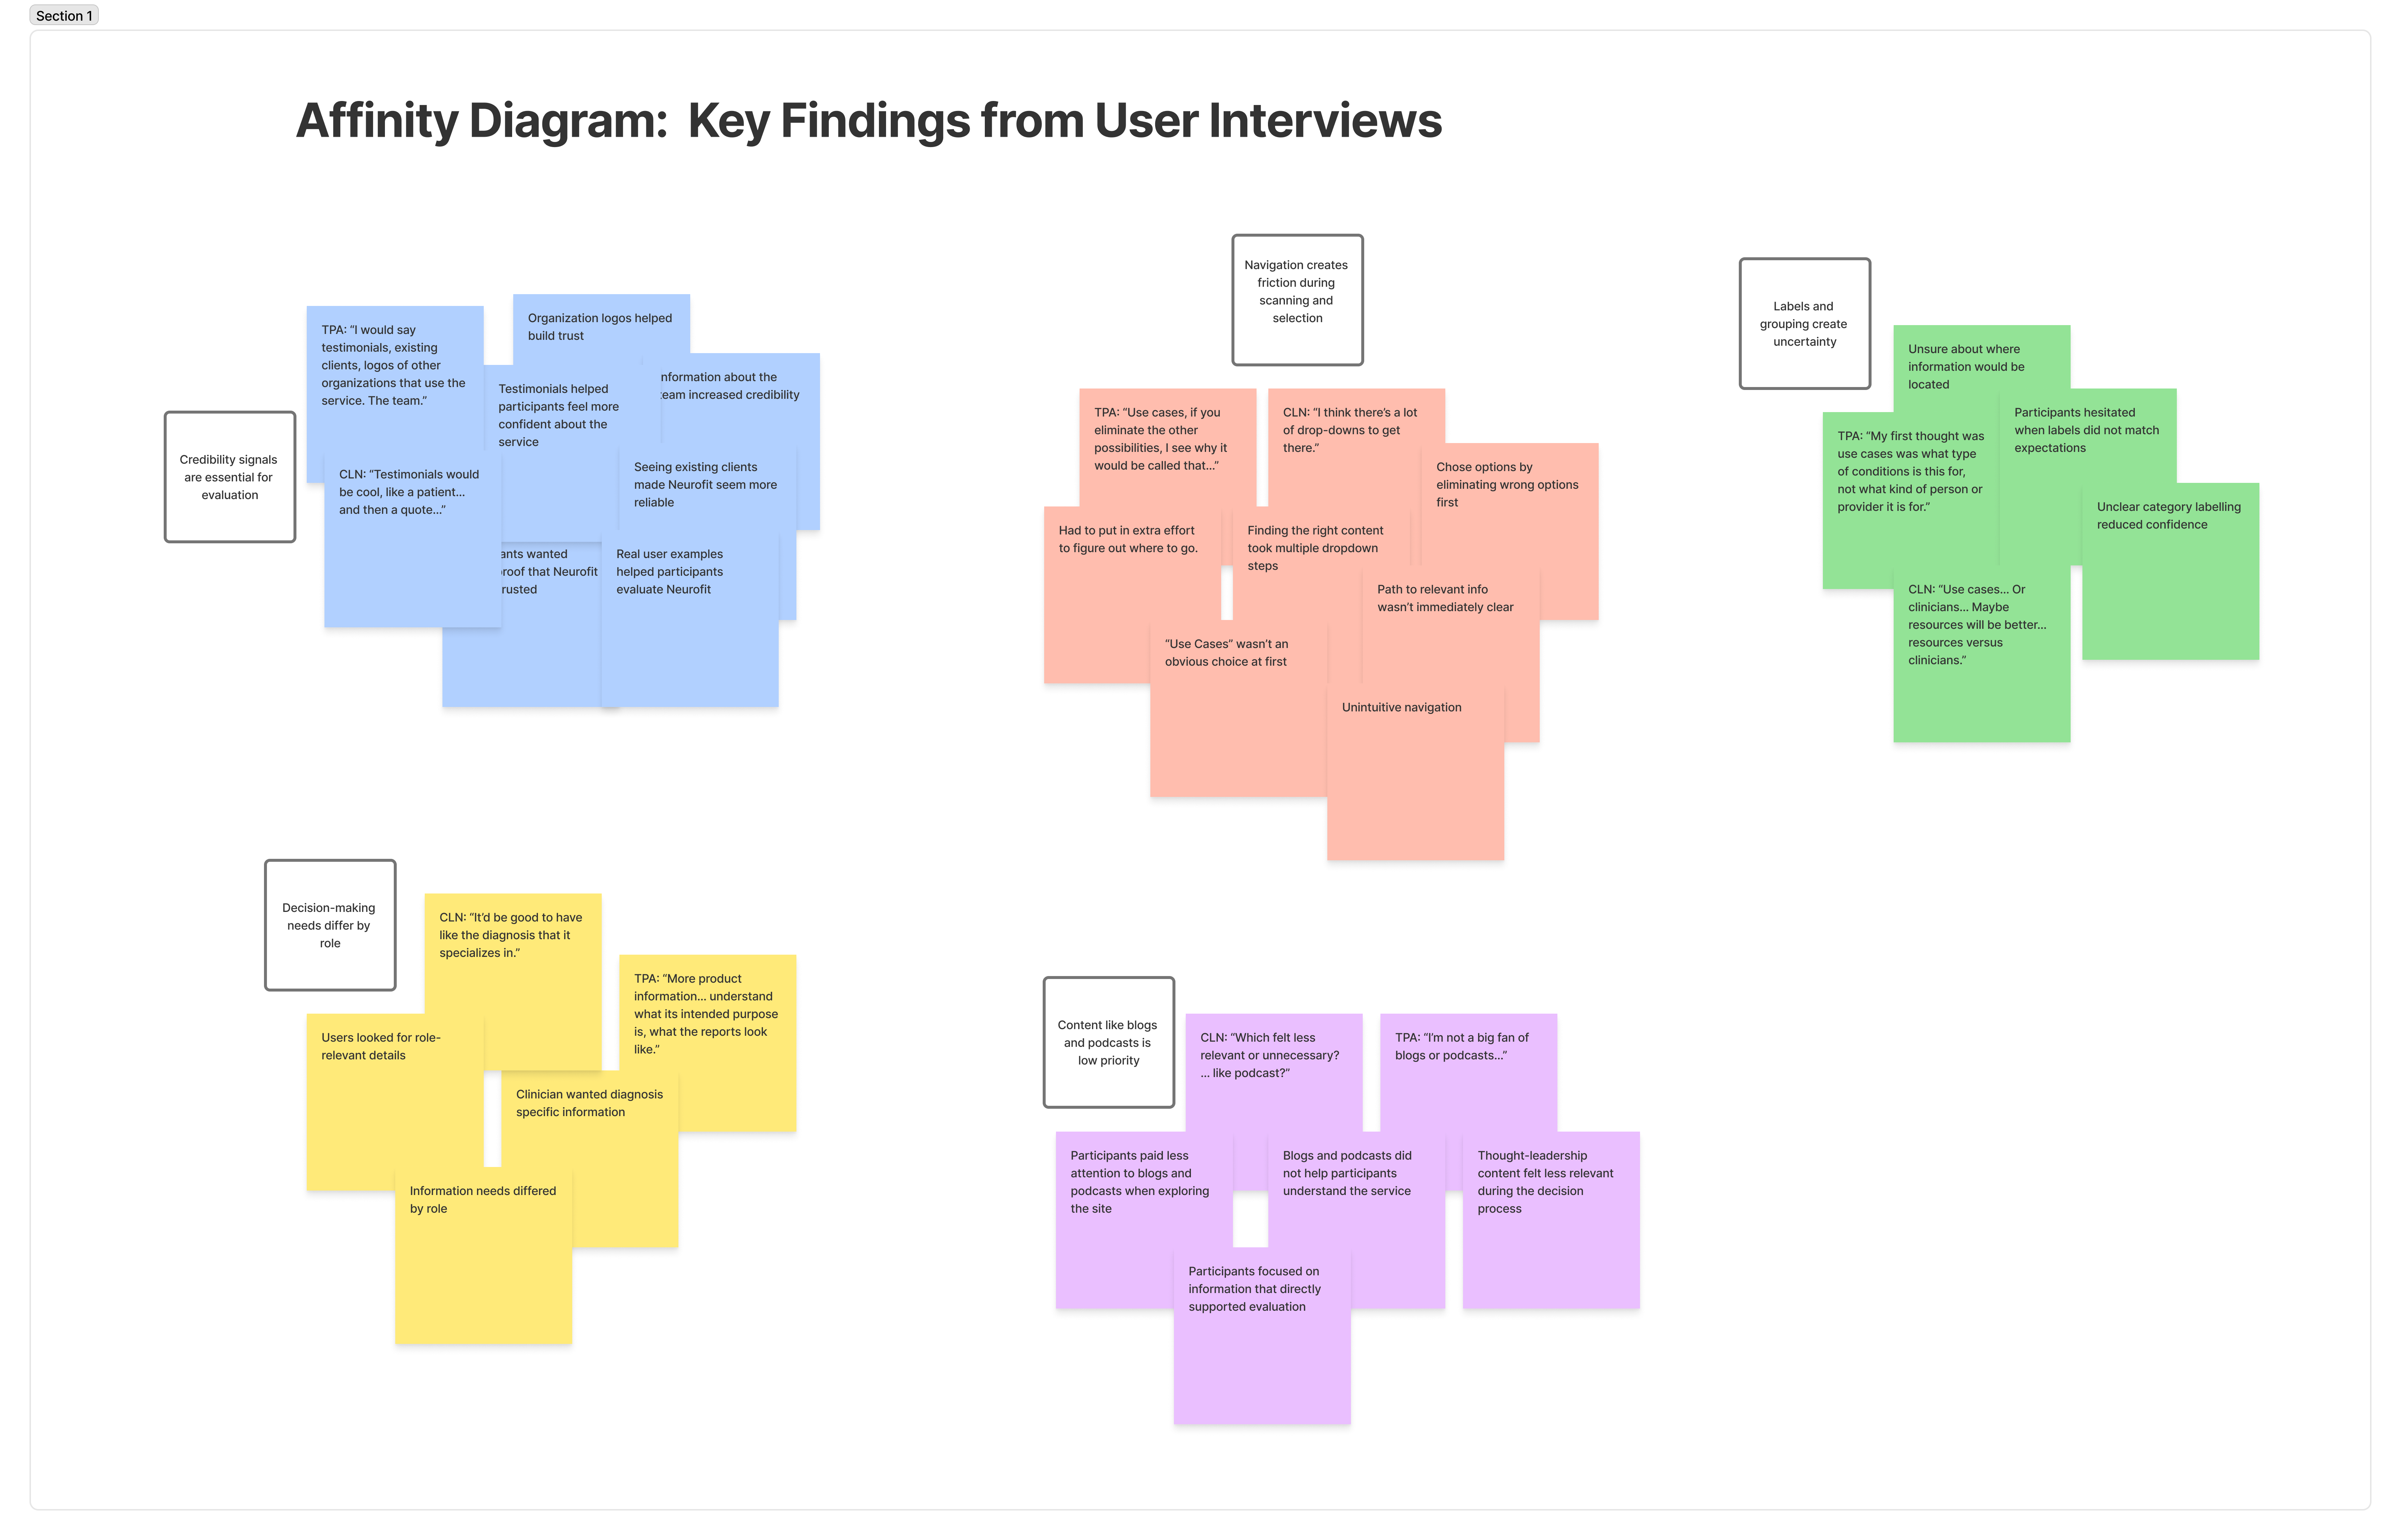 Section 1
Affinity Diagram: Key Findings from User Interviews
Credibility signals
are essential for
evaluation
TPA: “I would say
testimonials, existing
clients, logos of other
organizations that use the
service. The team.”
Organization logos helped
build trust
Testimonials helped
participants feel more
confident about the
service
nformation about the
eam increased credibility
CLN: “Testimonials would
be cool, like a patient...
and then a quote...”
Seeing existing clients
made Neurofit seem more
reliable
ants wanted
roof that Neurofit
rusted
Real user examples
helped participants
evaluate Neurofit
Navigation creates
friction during
scanning and
selection
TPA: “Use cases, if you
eliminate the other
possibilities, I see why it
would be called that...”
CLN: “I think there’s a lot
of drop-downs to get
there.”
Chose options by
eliminating wrong options
first
Had to put in extra effort
to figure out where to go.
Finding the right content
took multiple dropdown
steps
Path to relevant info
wasn’t immediately clear
“Use Cases” wasn’t an
obvious choice at first
Unintuitive navigation
Labels and
grouping create
uncertainty
Unsure about where
information would be
located
Participants hesitated
when labels did not match
expectations
TPA: “My first thought was
use cases was what type
of conditions is this for,
not what kind of person or
provider it is for.”
Unclear category labelling
reduced confidence
CLN: “Use cases... Or
clinicians... Maybe
resources will be better...
resources versus
clinicians.”
Decision-making
needs differ by
role
CLN: “It’d be good to have
like the diagnosis that it
specializes in.”
TPA: “More product
information... understand
what its intended purpose
is, what the reports look
like.”
Users looked for role-
relevant details
Clinician wanted diagnosis
specific information
Information needs differed
by role
Content like blogs
and podcasts is
low priority
CLN: “Which felt less
relevant or unnecessary?
... like podcast?”
TPA: “I’m not a big fan of
blogs or podcasts...”
Participants paid less
attention to blogs and
podcasts when exploring
the site
Blogs and podcasts did
not help participants
understand the service
Thought-leadership
content felt less relevant
during the decision
process
Participants focused on
information that directly
supported evaluation